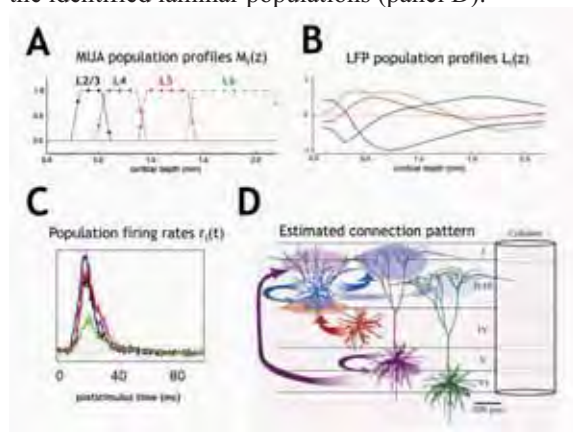 the identified laminar populations (panel D).
A
MUA population profiles Mᵢ(z)
L2/3 L4 L5 L6
cortical depth (mm)
B
LFP population profiles Lᵢ(z)
cortical depth (mm)
C
Population firing rates rᵢ(t)
0 40 80
poststimulus time (ms)
D
Estimated connection pattern
Column
I
II/III
IV
V
VI